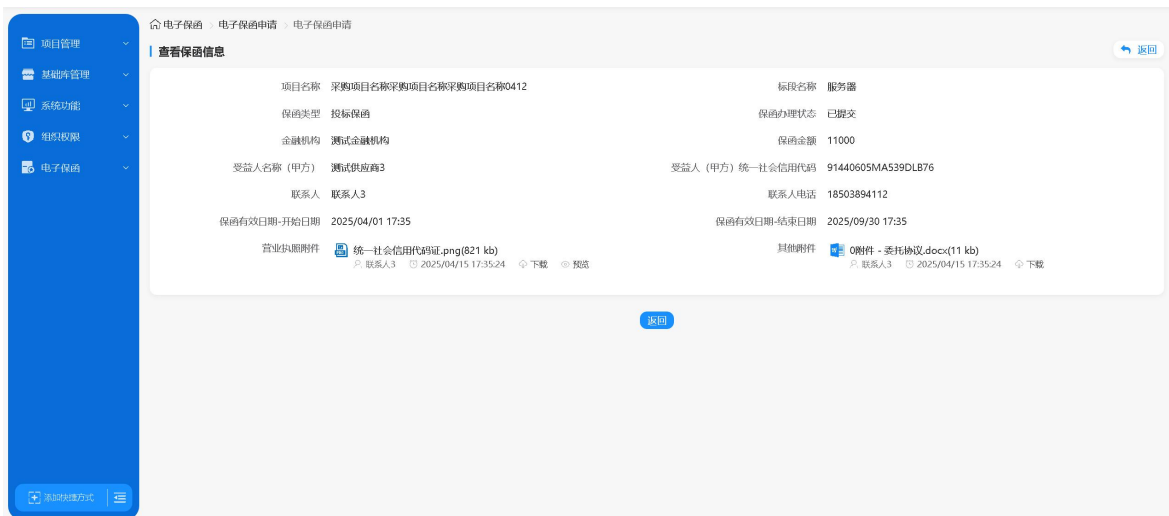 电子保函 > 电子保函申请 > 电子保函申请
项目管理
基础库管理
系统功能
组织权限
电子保函
添加快捷方式
查看保函信息
返回
项目名称 采购项目名称采购项目名称采购项目名称0412 标段名称 服务器
保函类型 投标保函 保函办理状态 已提交
金融机构 测试金融机构 保函金额 11000
受益人名称（甲方） 测试供应商3 受益人（甲方）统一社会信用代码 91440605MA539DLB76
联系人 联系人3 联系人电话 18503894112
保函有效日期-开始日期 2025/04/01 17:35 保函有效日期-结束日期 2025/09/30 17:35
营业执照附件 统一社会信用代码证.png(821 kb) 其他附件 0附件 - 委托协议.docx(11 kb)
联系人3 2025/04/15 17:35:24 下载 预览 联系人3 2025/04/15 17:35:24 下载
返回